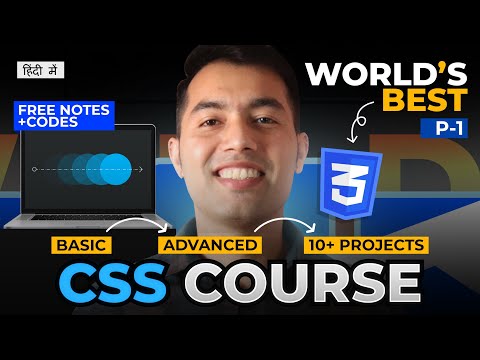 हिंदी में
WORLD'S
BEST
P-1
FREE NOTES
+CODES
BASIC
ADVANCED
10+ PROJECTS
CSS COURSE